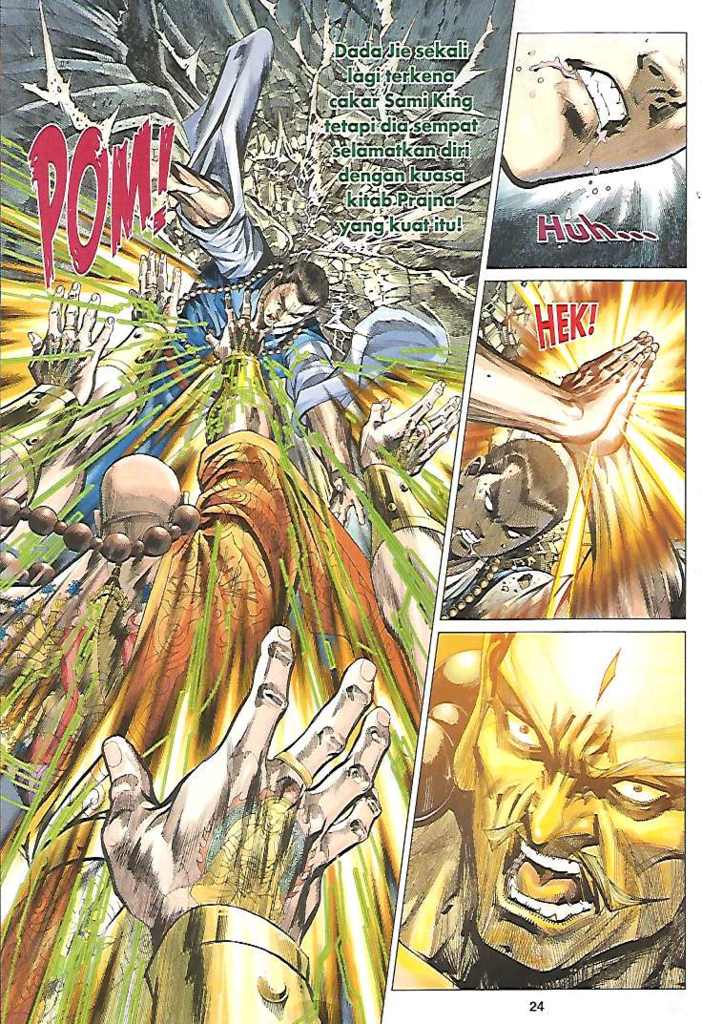 Dada Jie sekali
lagi terkena
cakar Sami King
tetapi dia sempat
selamatkan diri
dengan kuasa
kitab Prajna
yang kuat itu!
POM!
Huh...
HEK!
24